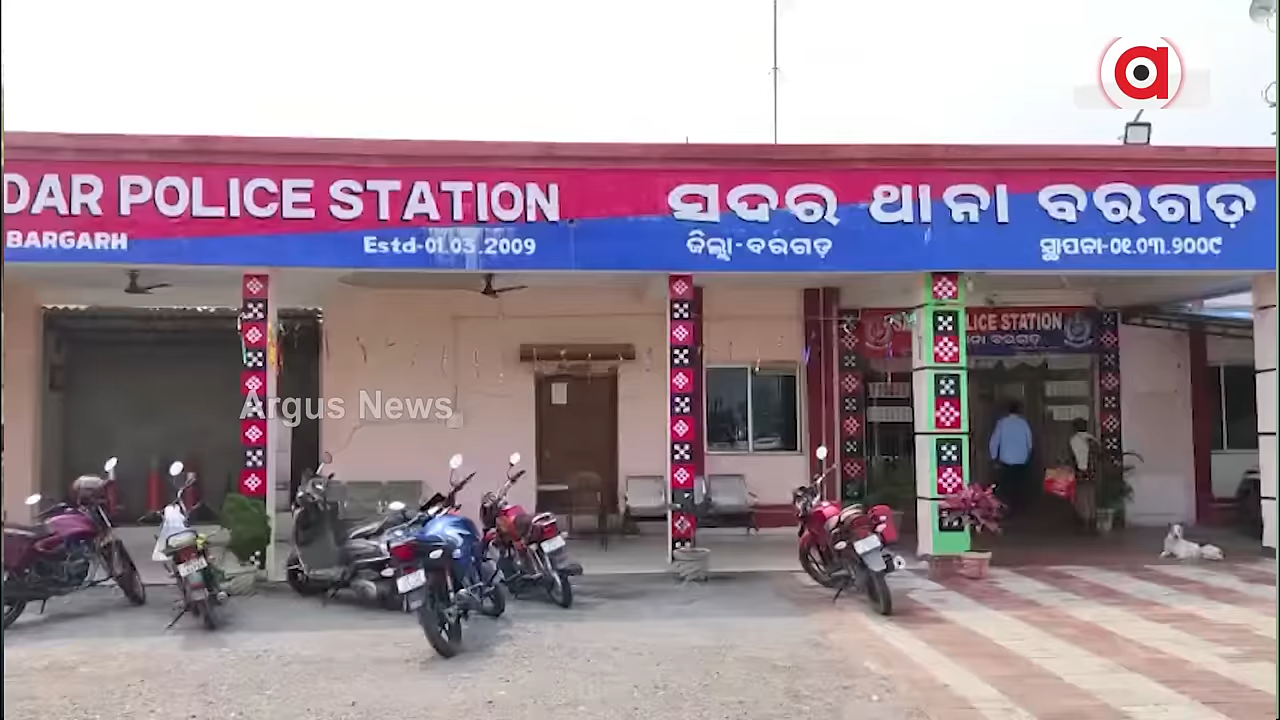 DAR POLICE STATION
ସଦର ଥାନା ବରଗଡ଼
BARGARH
Estd-01.03.2009
ଜିଲ୍ଲା-ବରଗଡ଼
ସ୍ଥାପନା-୦୧.୦୩.୨୦୦୯
LICE STATION
ଥାନା ବରଗଡ଼
Argus News
a